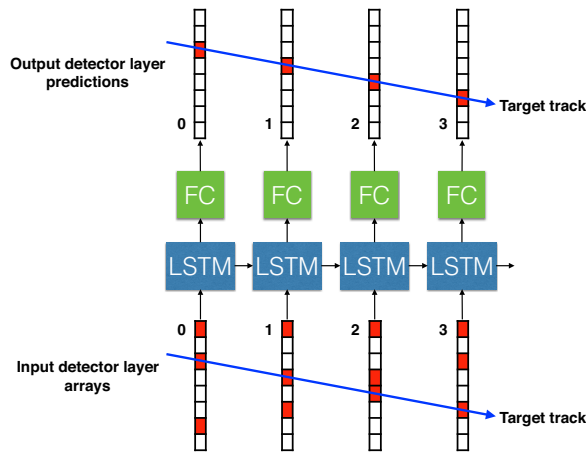 Output detector layer
predictions
0
1
2
3
Target track
FC
FC
FC
FC
LSTM
LSTM
LSTM
LSTM
0
1
2
3
Input detector layer
arrays
Target track